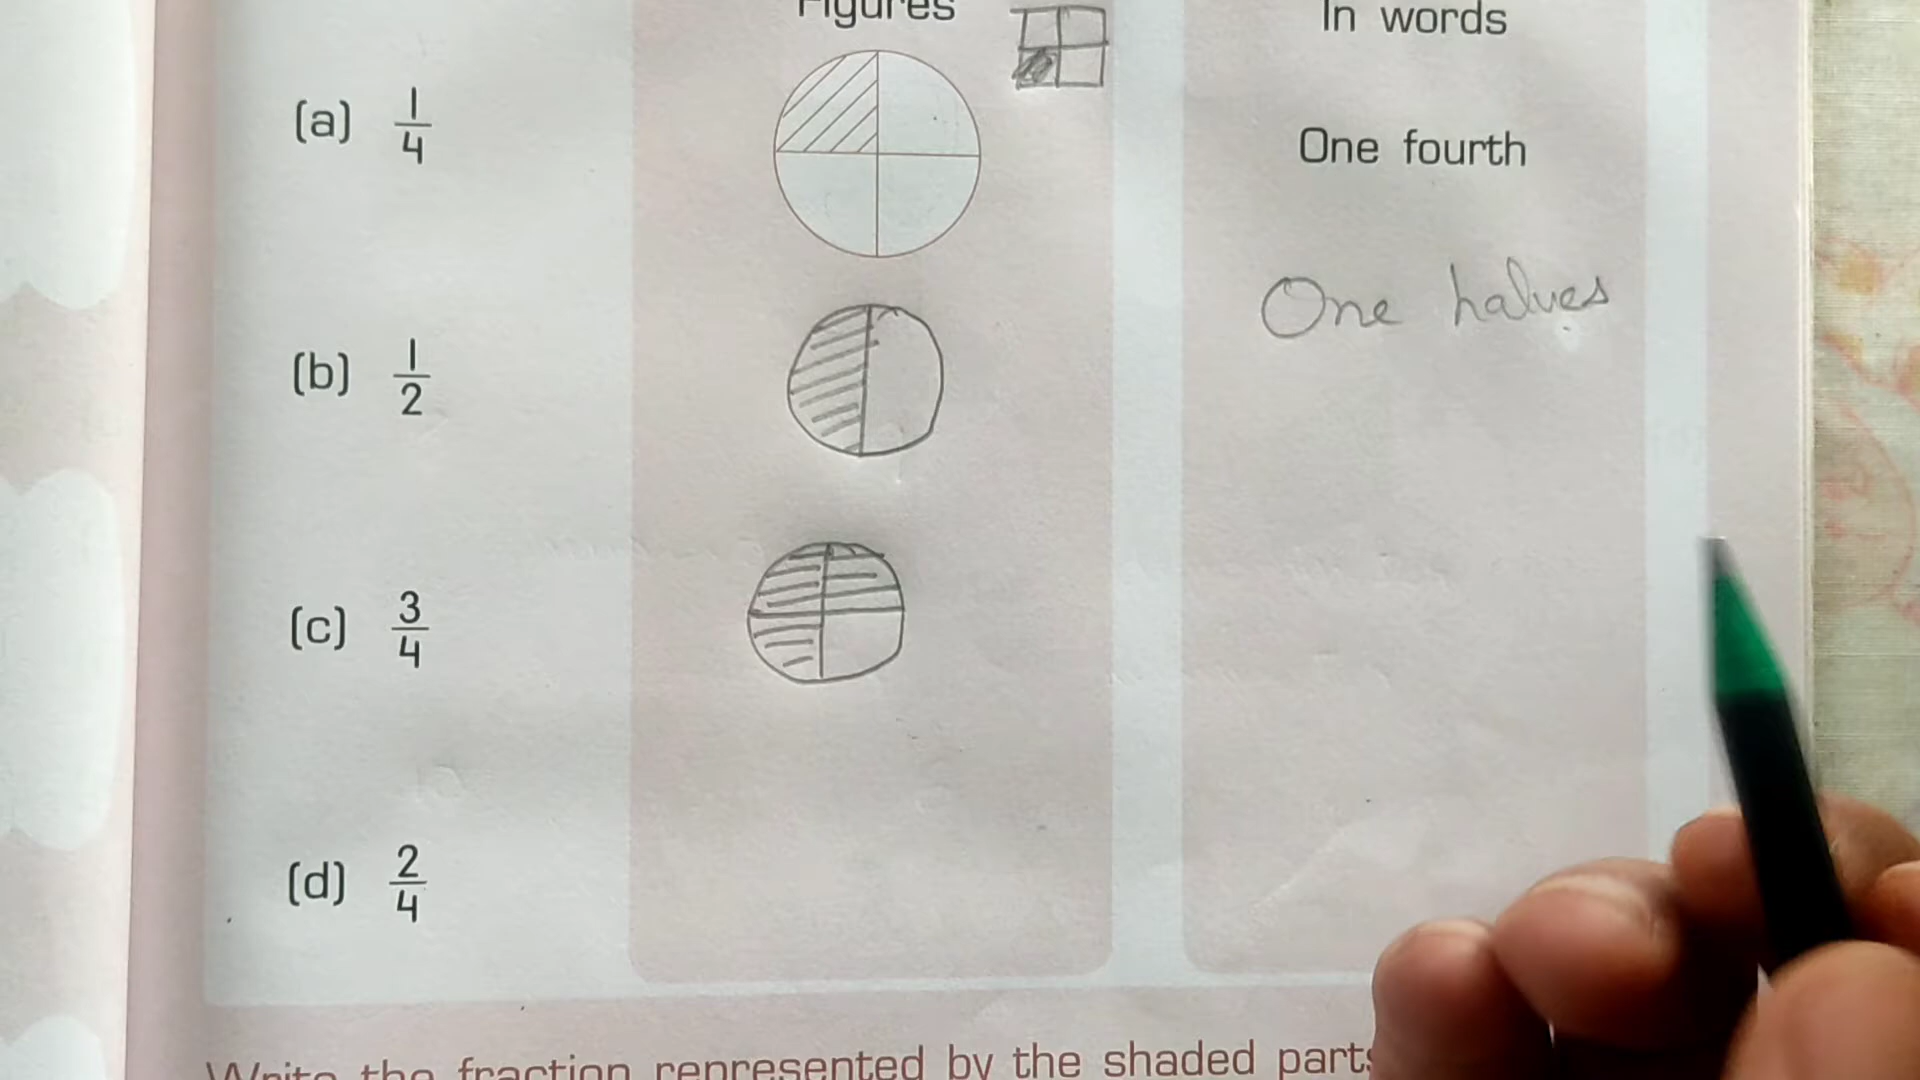 Figures
In words
(a) 1/4
One fourth
(b) 1/2
One halves
(c) 3/4
(d) 2/4
Write the fraction represented by the shaded parts